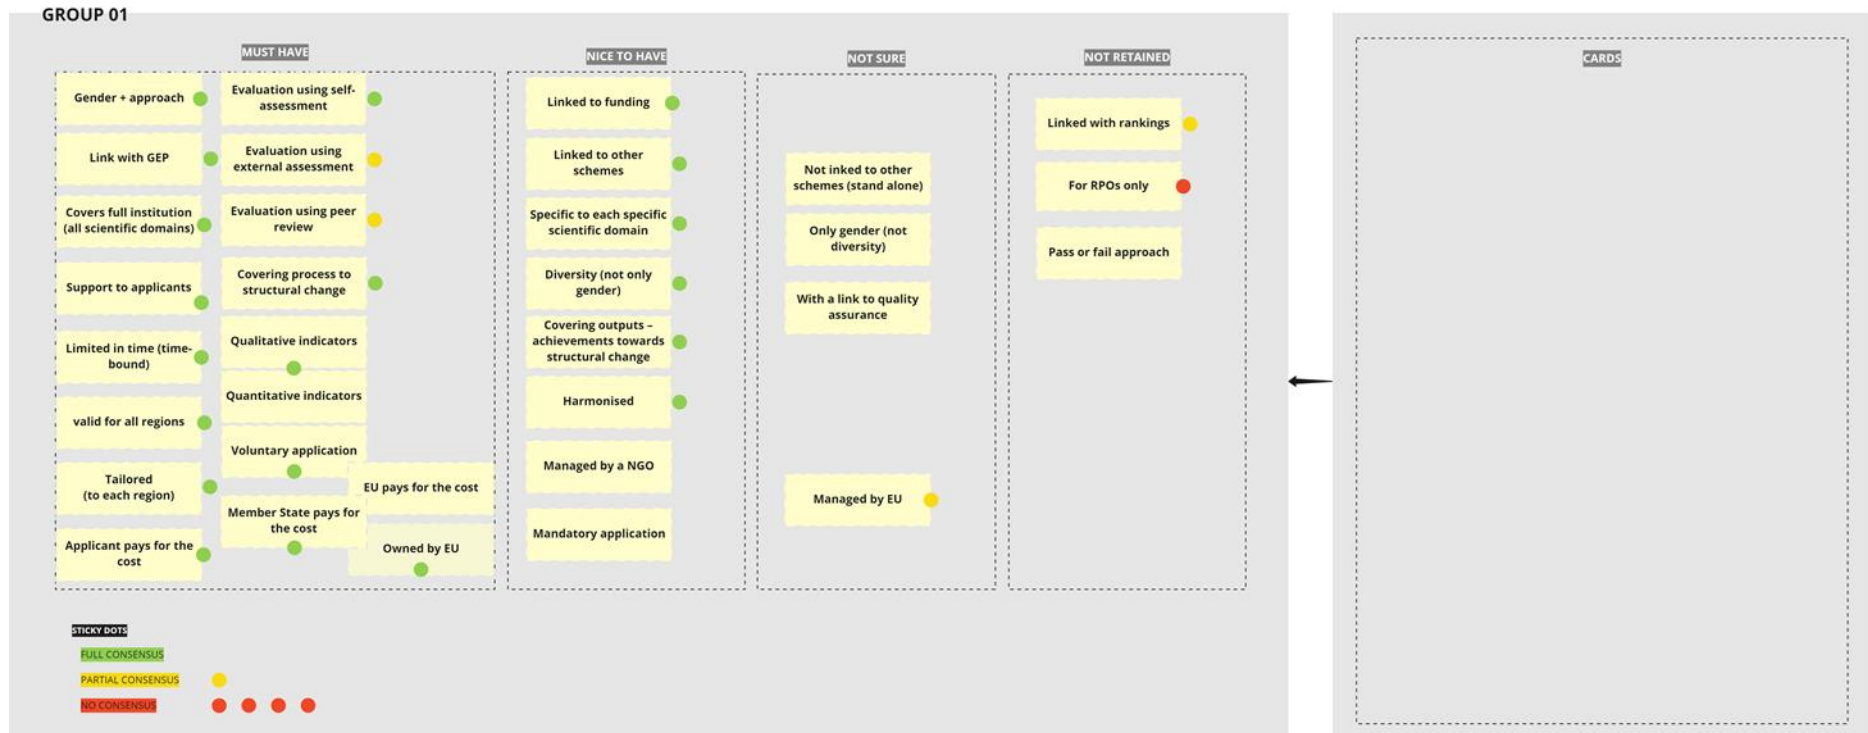 GROUP 01
MUST HAVE
Gender + approach
Link with GEP
Covers full institution
(all scientific domains)
Support to applicants
Limited in time (time-
bound)
valid for all regions
Tailored
(to each region)
Applicant pays for the
cost
Evaluation using self-
assessment
Evaluation using
external assessment
Evaluation using peer
review
Covering process to
structural change
Qualitative indicators
Quantitative indicators
Voluntary application
Member State pays for
the cost
EU pays for the cost
Owned by EU
NICE TO HAVE
Linked to funding
Linked to other
schemes
Specific to each specific
scientific domain
Diversity (not only
gender)
Covering outputs –
achievements towards
structural change
Harmonised
Managed by a NGO
Mandatory application
NOT SURE
Not inked to other
schemes (stand alone)
Only gender (not
diversity)
With a link to quality
assurance
Managed by EU
NOT RETAINED
Linked with rankings
For RPOs only
Pass or fail approach
CARDS
STICKY DOTS
FULL CONSENSUS
PARTIAL CONSENSUS
NO CONSENSUS